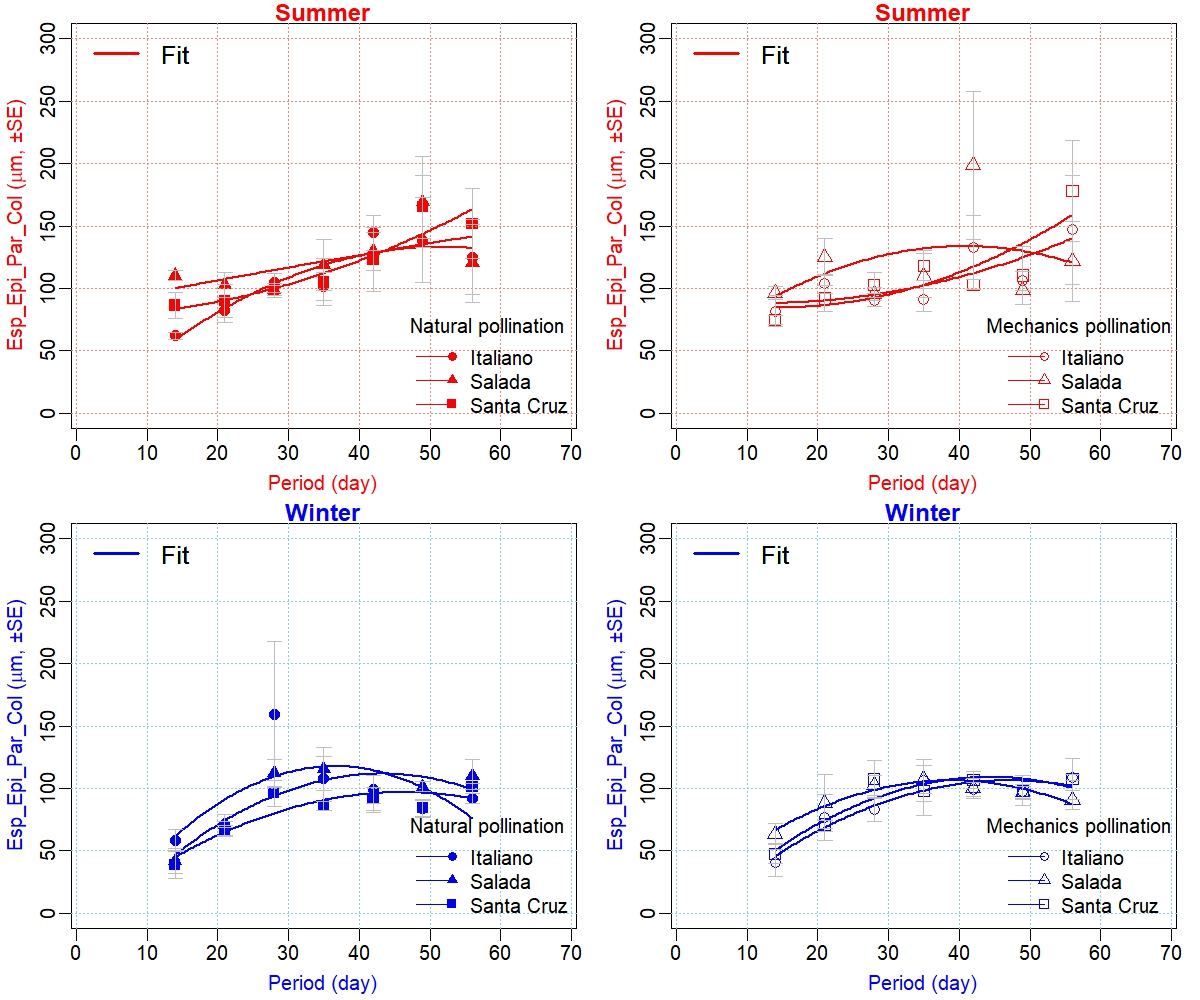 Summer
Fit
Esp_Epi_Par_Col (μm, ±SE)
300
250
200
150
100
50
0
Natural pollination
Italiano
Salada
Santa Cruz
0 10 20 30 40 50 60 70
Period (day)
Summer
Fit
Esp_Epi_Par_Col (μm, ±SE)
300
250
200
150
100
50
0
Mechanics pollination
Italiano
Salada
Santa Cruz
0 10 20 30 40 50 60 70
Period (day)
Winter
Fit
Esp_Epi_Par_Col (μm, ±SE)
300
250
200
150
100
50
0
Natural pollination
Italiano
Salada
Santa Cruz
0 10 20 30 40 50 60 70
Period (day)
Winter
Fit
Esp_Epi_Par_Col (μm, ±SE)
300
250
200
150
100
50
0
Mechanics pollination
Italiano
Salada
Santa Cruz
0 10 20 30 40 50 60 70
Period (day)